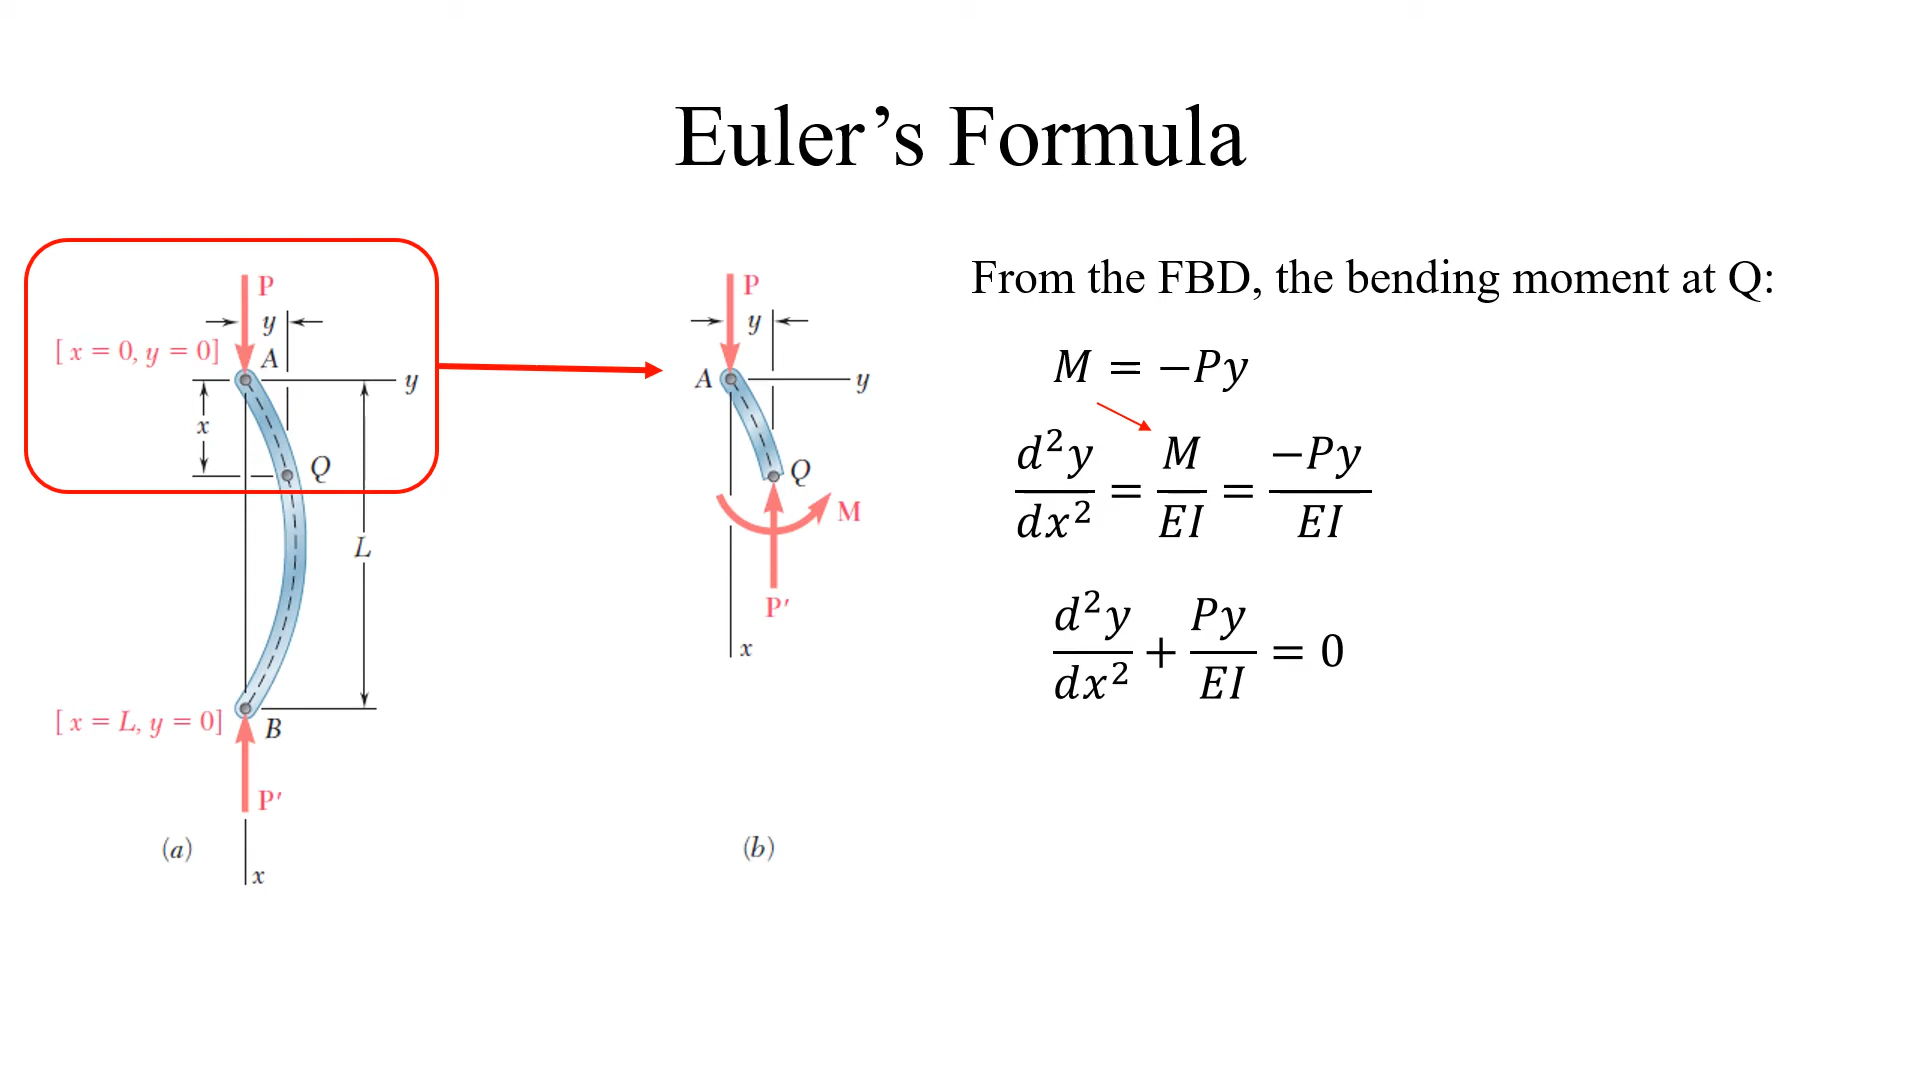 Euler’s Formula
P
y
[ x = 0, y = 0]
A
y
x
Q
L
[ x = L, y = 0]
B
P′
(a)
x
P
y
A
y
Q
M
P′
x
(b)
From the FBD, the bending moment at Q:
M = −Py
d²y/dx² = M/EI = −Py/EI
d²y/dx² + Py/EI = 0